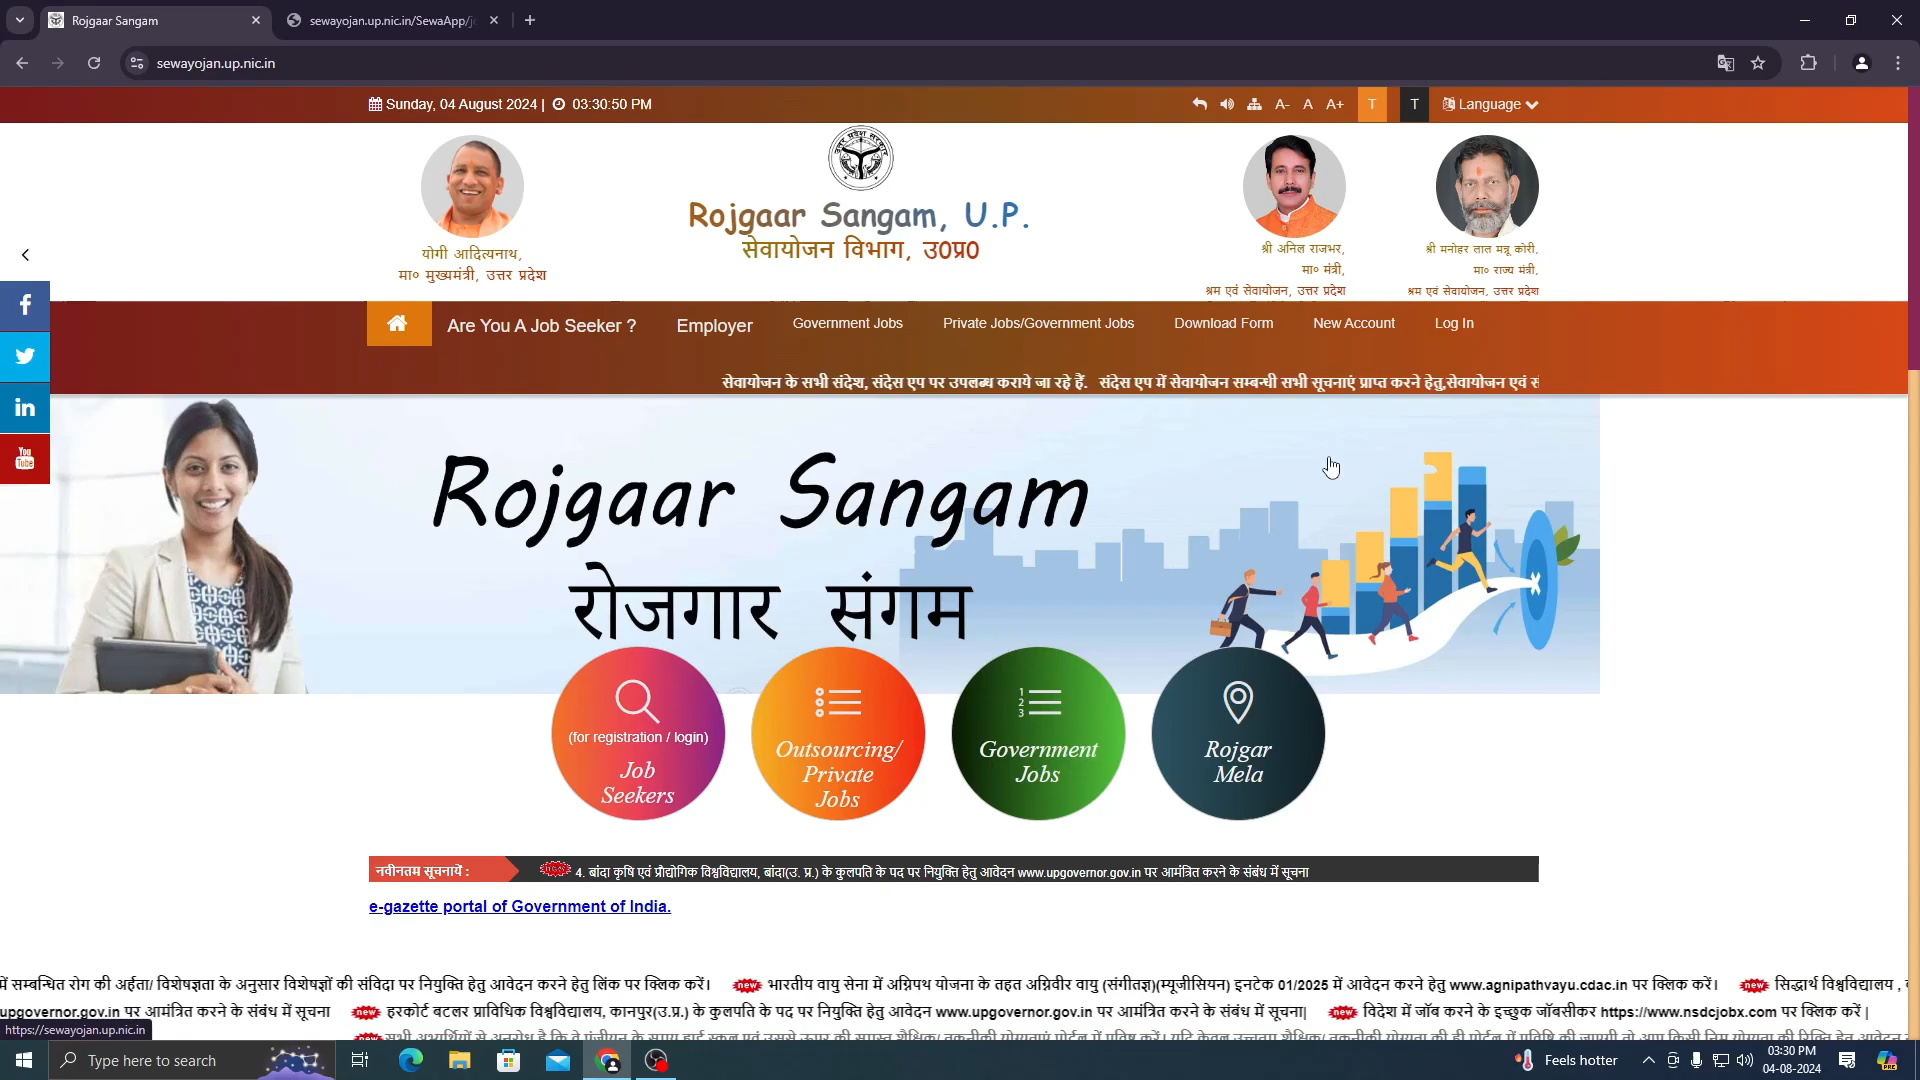 Rojgaar Sangam
sewayojan.up.nic.in/SewaApp/j
sewayojan.up.nic.in
Sunday, 04 August 2024 | 03:30:50 PM
A- A A+ T T Language
योगी आदित्यनाथ,
मा० मुख्यमंत्री, उत्तर प्रदेश
Rojgaar Sangam, U.P.
सेवायोजन विभाग, उ0प्र0
श्री अनिल राजभर,
मा० मंत्री,
श्रम एवं सेवायोजन, उत्तर प्रदेश
श्री मनोहर लाल मन्नू कोरी,
मा० राज्य मंत्री,
श्रम एवं सेवायोजन, उत्तर प्रदेश
Are You A Job Seeker ? Employer Government Jobs Private Jobs/Government Jobs Download Form New Account Log In
सेवायोजन के सभी संदेश, संदेस एप पर उपलब्ध कराये जा रहे हैं. संदेस एप में सेवायोजन सम्बन्धी सभी सूचनाएं प्राप्त करने हेतु,सेवायोजन एवं
You
Tube
Rojgaar Sangam
रोजगार संगम
(for registration / login)
Job
Seekers
Outsourcing/
Private
Jobs
Government
Jobs
Rojgar
Mela
नवीनतम सूचनायें :
4. बांदा कृषि एवं प्रौद्योगिक विश्वविद्यालय, बांदा(उ. प्र.) के कुलपति के पद पर नियुक्ति हेतु आवेदन www.upgovernor.gov.in पर आमंत्रित करने के संबंध में सूचना
e-gazette portal of Government of India.
में सम्बन्धित रोग की अर्हता/ विशेषज्ञता के अनुसार विशेषज्ञों की संविदा पर नियुक्ति हेतु आवेदन करने हेतु लिंक पर क्लिक करें। new भारतीय वायु सेना में अग्निपथ योजना के तहत अग्निवीर वायु (संगीतज्ञ)(म्यूजीसियन) इनटेक 01/2025 में आवेदन करने हेतु www.agnipathvayu.cdac.in पर क्लिक करें। new सिद्धार्थ विश्वविद्यालय ,
upgovernor.gov.in पर आमंत्रित करने के संबंध में सूचना new हरकोर्ट बटलर प्राविधिक विश्वविद्यालय, कानपुर(उ.प्र.) के कुलपति के पद पर नियुक्ति हेतु आवेदन www.upgovernor.gov.in पर आमंत्रित करने के संबंध में सूचना| new विदेश में जॉब करने के इच्छुक जॉबसीकर https://www.nsdcjobx.com पर क्लिक करें |
https://sewayojan.up.nic.in
Type here to search
Feels hotter
03:30 PM
04-08-2024